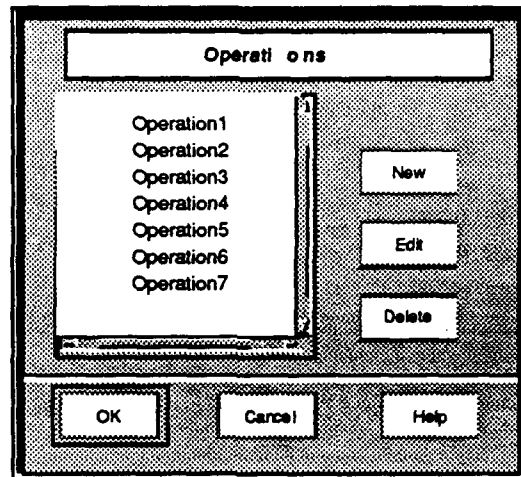 Operati ons
Operation1
Operation2
Operation3
Operation4
Operation5
Operation6
Operation7
New
Edit
Delete
OK
Cancel
Help